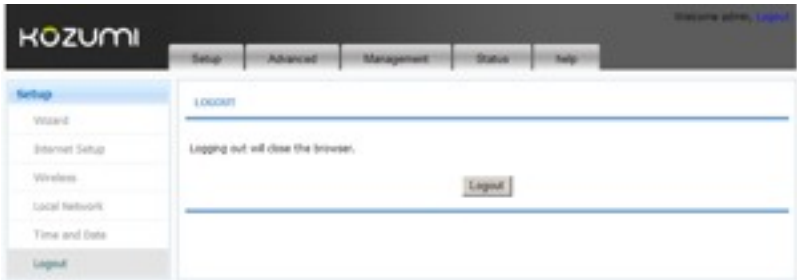 Welcome admin, Logout
KOZUMI
Setup Advanced Management Status help
Setup
LOGOUT
Wizard
Internet Setup
Logging out will close the browser.
Wireless
Logout
Local Network
Time and Date
Logout